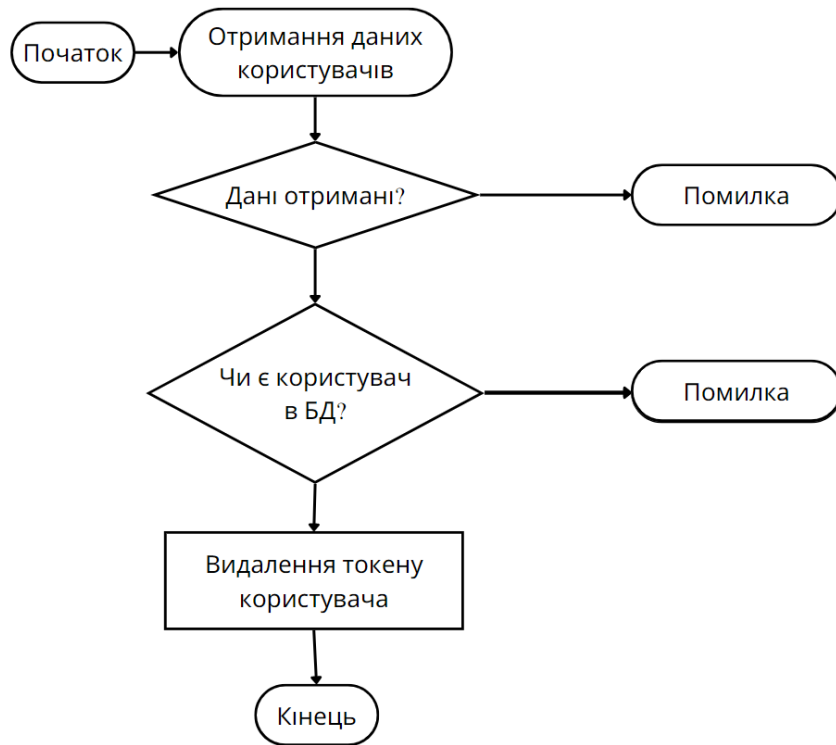 Початок
Отримання даних
користувачів
Дані отримані?
Помилка
Чи є користувач
в БД?
Помилка
Видалення токену
користувача
Кінець